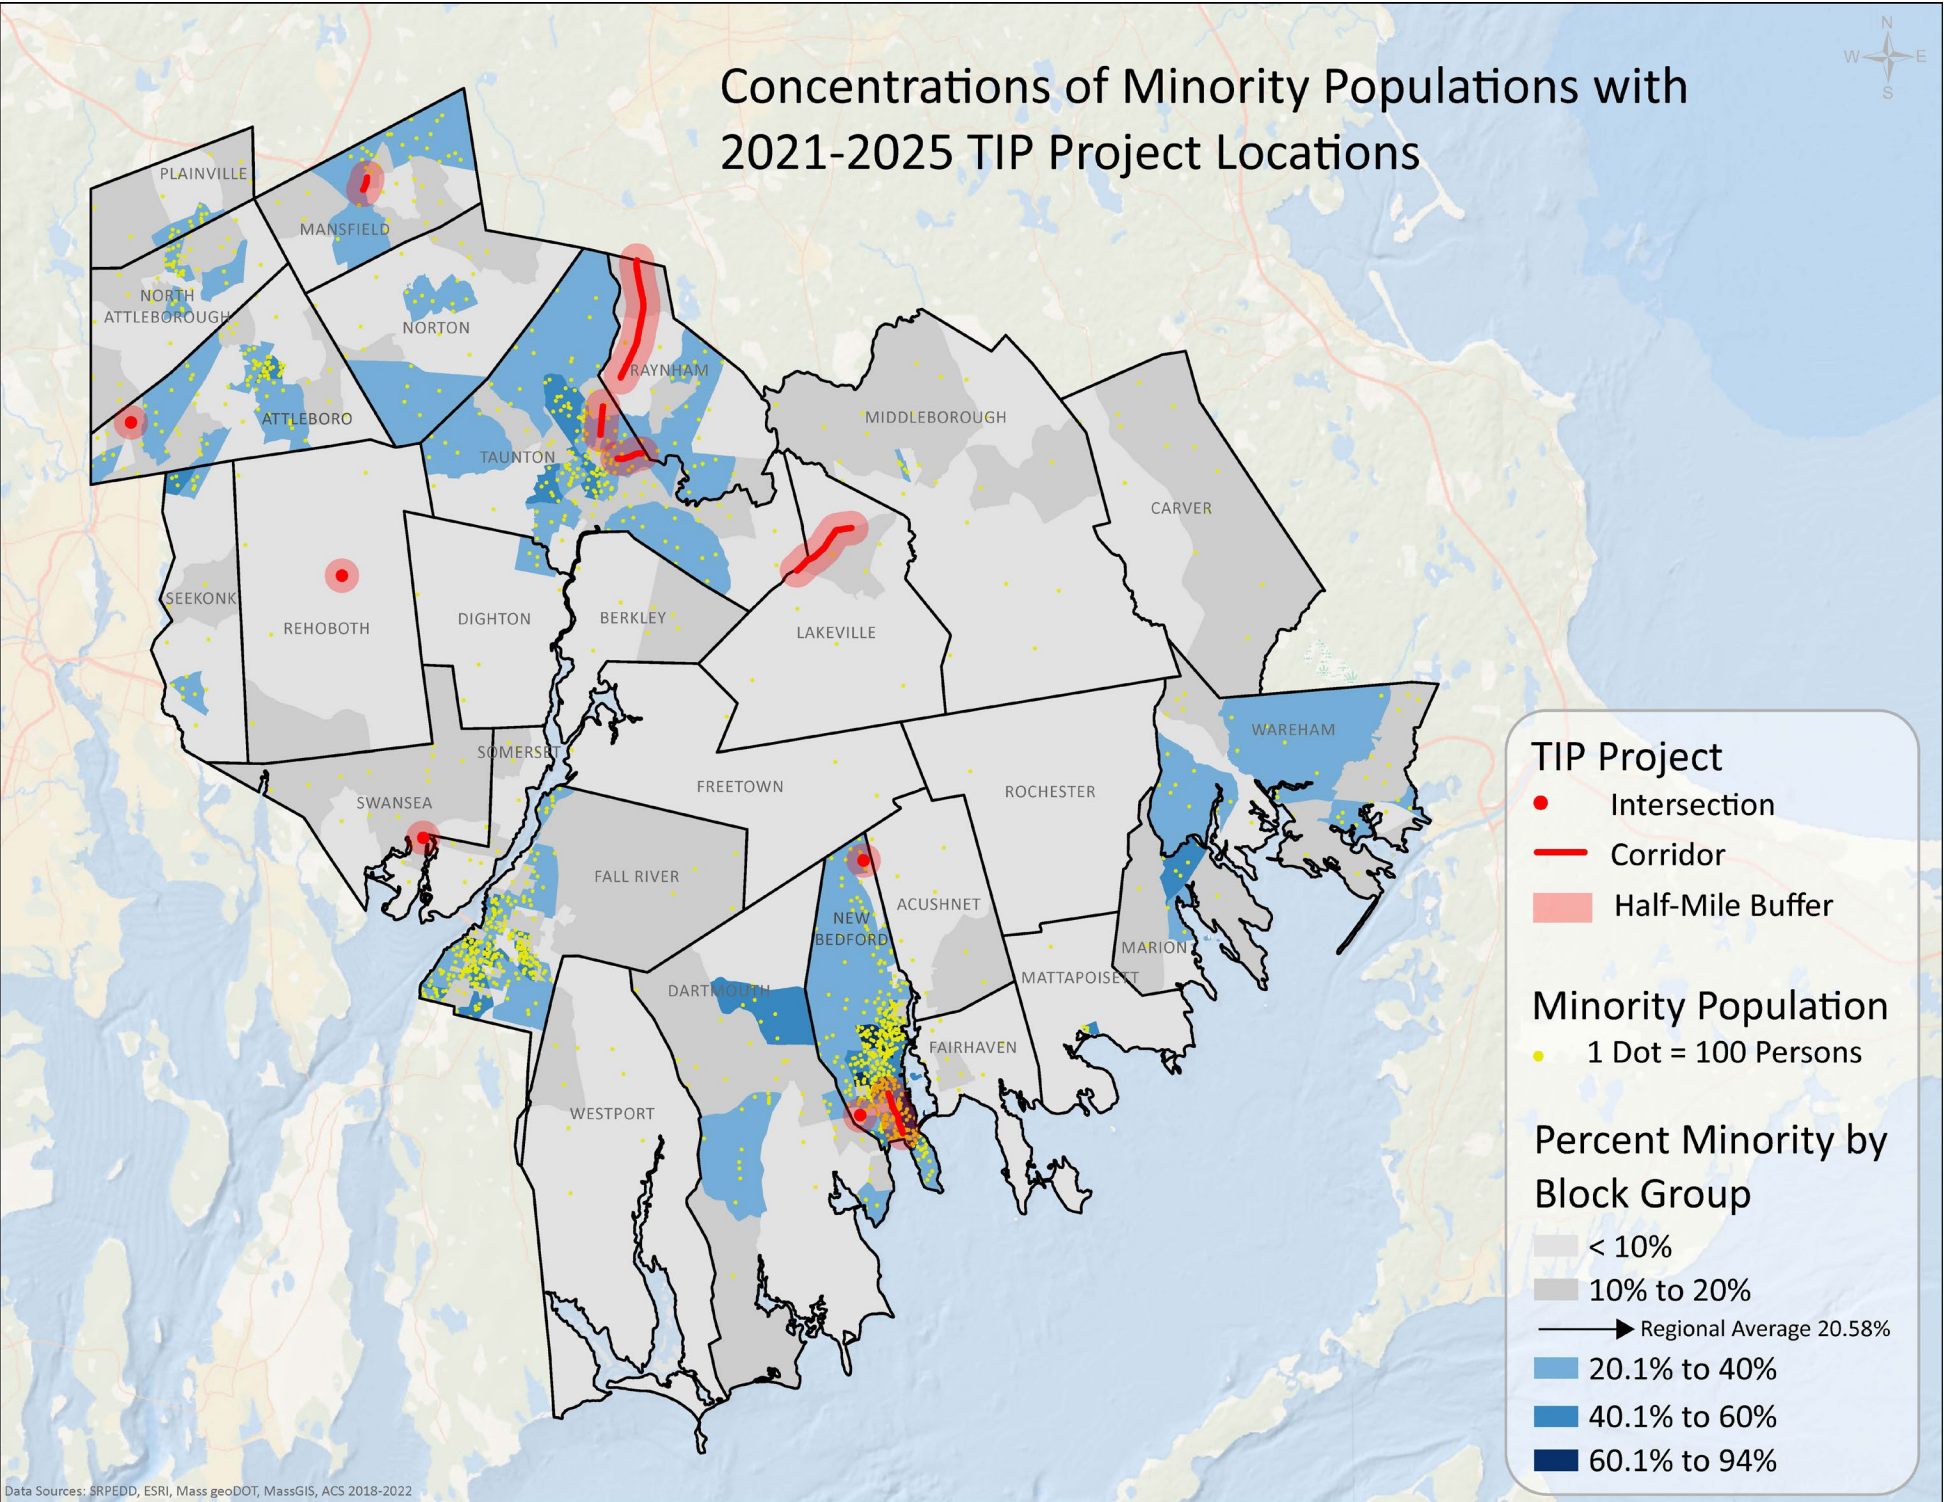 Concentrations of Minority Populations with
2021-2025 TIP Project Locations
N
W
E
S
PLAINVILLE
MANSFIELD
NORTH
ATTLEBOROUGH
NORTON
RAYNHAM
ATTLEBORO
TAUNTON
MIDDLEBOROUGH
CARVER
SEEKONK
REHOBOTH
DIGHTON
BERKLEY
LAKEVILLE
WAREHAM
SOMERSET
SWANSEA
FREETOWN
ROCHESTER
FALL RIVER
NEW
BEDFORD
ACUSHNET
MARION
MATTAPOISETT
DARTMOUTH
FAIRHAVEN
WESTPORT
TIP Project
Intersection
Corridor
Half-Mile Buffer
Minority Population
1 Dot = 100 Persons
Percent Minority by
Block Group
< 10%
10% to 20%
Regional Average 20.58%
20.1% to 40%
40.1% to 60%
60.1% to 94%
Data Sources: SRPEDD, ESRI, Mass geoDOT, MassGIS, ACS 2018-2022